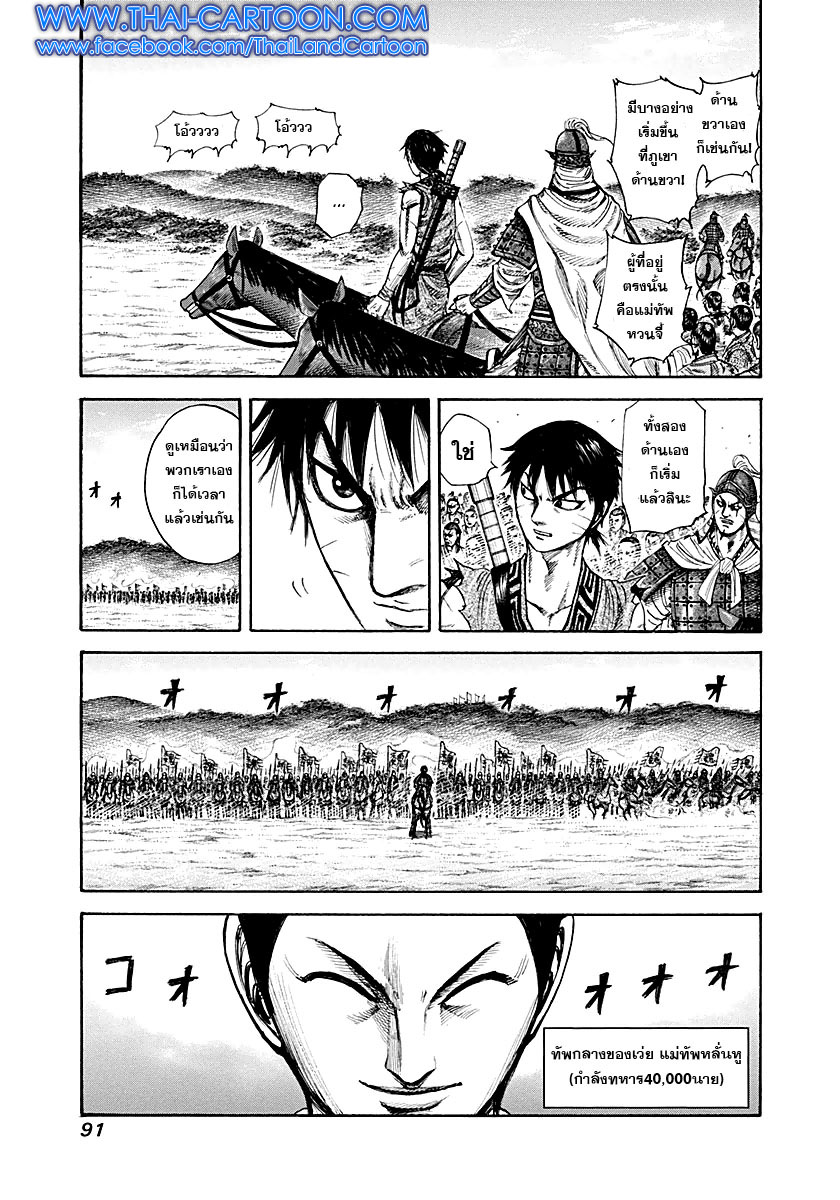 WWW.THAI-CARTOON.COM
www.facebook.com/ThaiLandCartoon
ด้าน
ขวาเอง
ก็เช่นกัน!
มีบางอย่าง
เริ่มขึ้น
ที่ภูเขา
ด้านขวา!
โอ้วววว
โอ้ววว
...
ผู้ที่อยู่
ตรงนั้น
คือแม่ทัพ
หวนจี้
ทั้งสอง
ด้านเอง
ก็เริ่ม
แล้วสินะ
ใช่
ดูเหมือนว่า
พวกเราเอง
ก็ได้เวลา
แล้วเช่นกัน
オ オ
オ オ オ オ オ オ
コ オ オ オ オ
ทัพกลางของเว่ย แม่ทัพหลั่นหู
(กำลังทหาร40,000นาย)
91